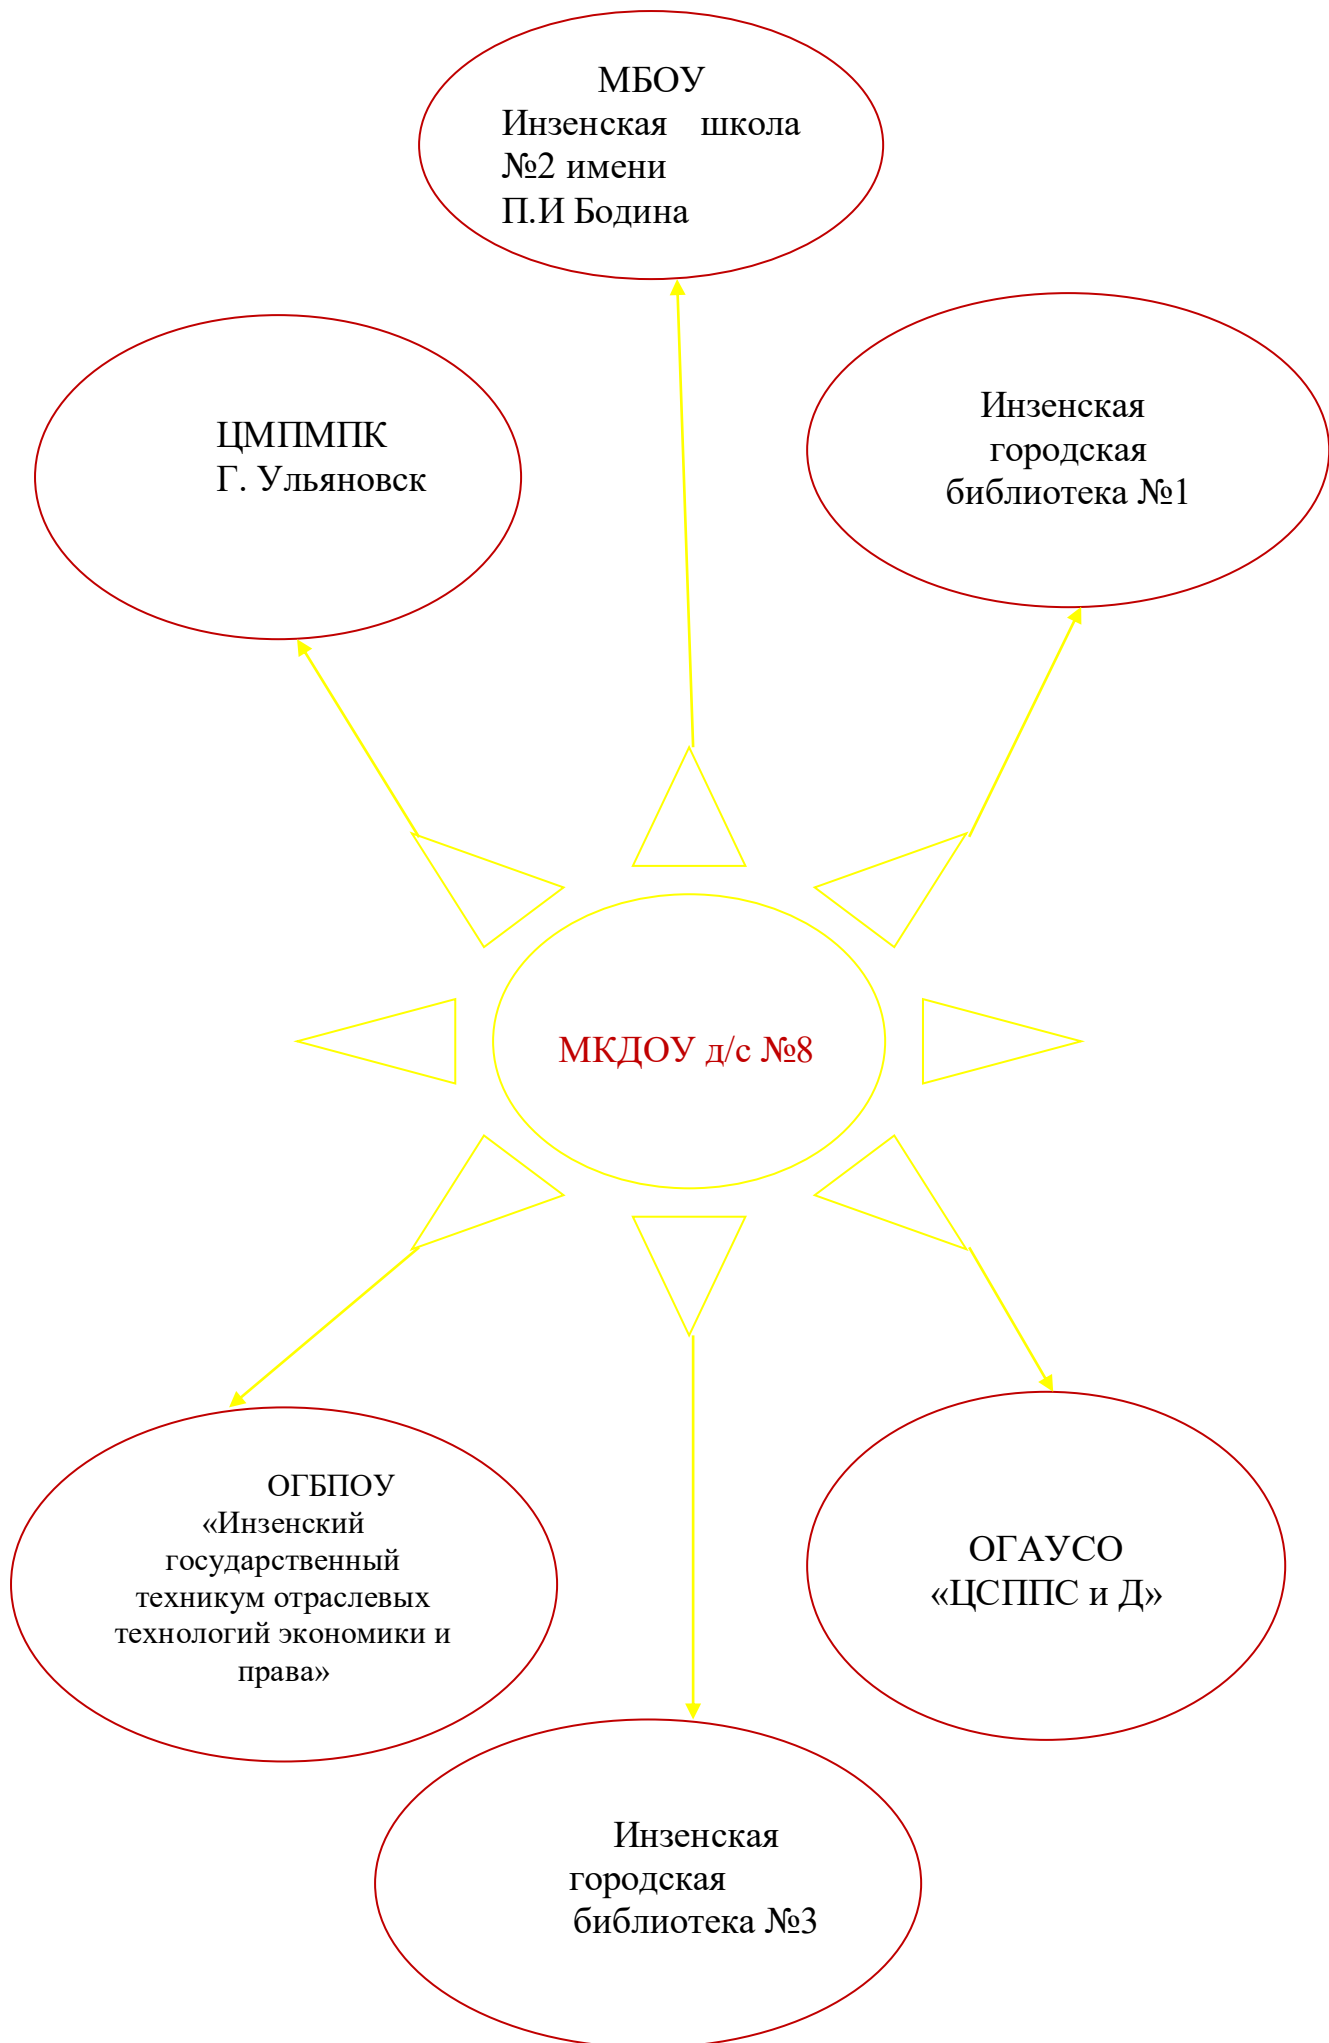 МБОУ
Инзенская школа
№2 имени
П.И Бодина
ЦМПМПК
Г. Ульяновск
Инзенская
городская
библиотека №1
МКДОУ д/с №8
ОГБПОУ
«Инзенский
государственный
техникум отраслевых
технологий экономики и
права»
ОГАУСО
«ЦСППС и Д»
Инзенская
городская
библиотека №3